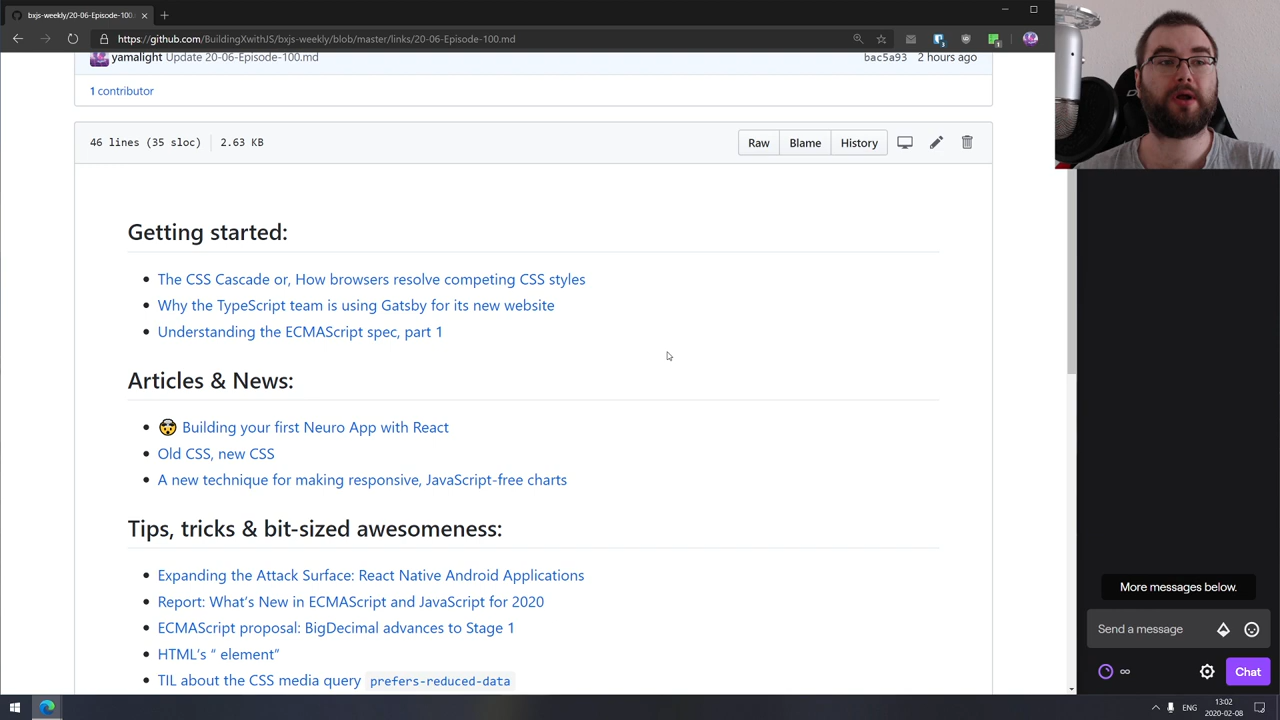 bxjs-weekly/20-06-Episode-100.m
https://github.com/BuildingXwithJS/bxjs-weekly/blob/master/links/20-06-Episode-100.md
yamalight Update 20-06-Episode-100.md
bac5a93 2 hours ago
1 contributor
46 lines (35 sloc) 2.63 KB
Raw Blame History
Getting started:
The CSS Cascade or, How browsers resolve competing CSS styles
Why the TypeScript team is using Gatsby for its new website
Understanding the ECMAScript spec, part 1
Articles & News:
Building your first Neuro App with React
Old CSS, new CSS
A new technique for making responsive, JavaScript-free charts
Tips, tricks & bit-sized awesomeness:
Expanding the Attack Surface: React Native Android Applications
Report: What's New in ECMAScript and JavaScript for 2020
ECMAScript proposal: BigDecimal advances to Stage 1
HTML's “ element”
TIL about the CSS media query prefers-reduced-data
More messages below.
Send a message
∞
Chat
ENG
13:02
2020-02-08